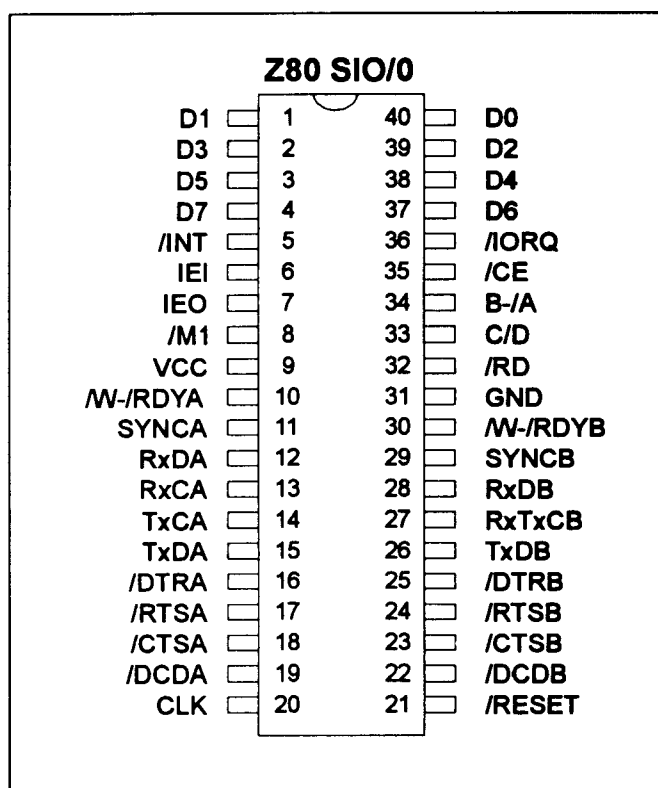 Z80 SIO/0
D1 1 40 D0
D3 2 39 D2
D5 3 38 D4
D7 4 37 D6
/INT 5 36 /IORQ
IEI 6 35 /CE
IEO 7 34 B-/A
/M1 8 33 C/D
VCC 9 32 /RD
/W-/RDYA 10 31 GND
SYNCA 11 30 /W-/RDYB
RxDA 12 29 SYNCB
RxCA 13 28 RxDB
TxCA 14 27 RxTxCB
TxDA 15 26 TxDB
/DTRA 16 25 /DTRB
/RTSA 17 24 /RTSB
/CTSA 18 23 /CTSB
/DCDA 19 22 /DCDB
CLK 20 21 /RESET